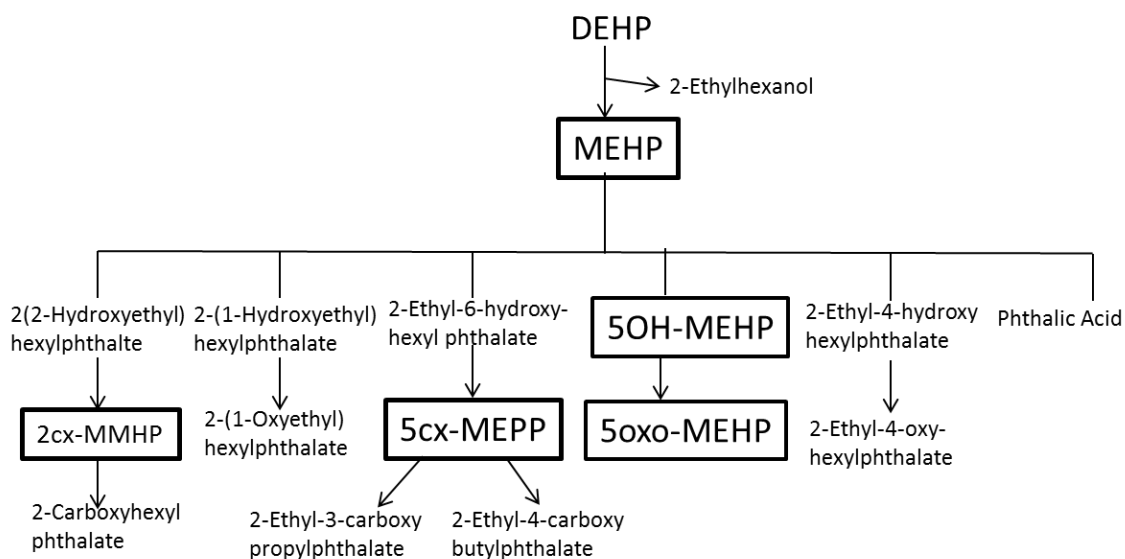 DEHP
2-Ethylhexanol
MEHP
2(2-Hydroxyethyl)
hexylphthalte
2-(1-Hydroxyethyl)
hexylphthalate
2-Ethyl-6-hydroxy-
hexyl phthalate
5OH-MEHP
2-Ethyl-4-hydroxy
hexylphthalate
Phthalic Acid
2cx-MMHP
2-(1-Oxyethyl)
hexylphthalate
5cx-MEPP
5oxo-MEHP
2-Ethyl-4-oxy-
hexylphthalate
2-Carboxyhexyl
phthalate
2-Ethyl-3-carboxy
propylphthalate
2-Ethyl-4-carboxy
butylphthalate